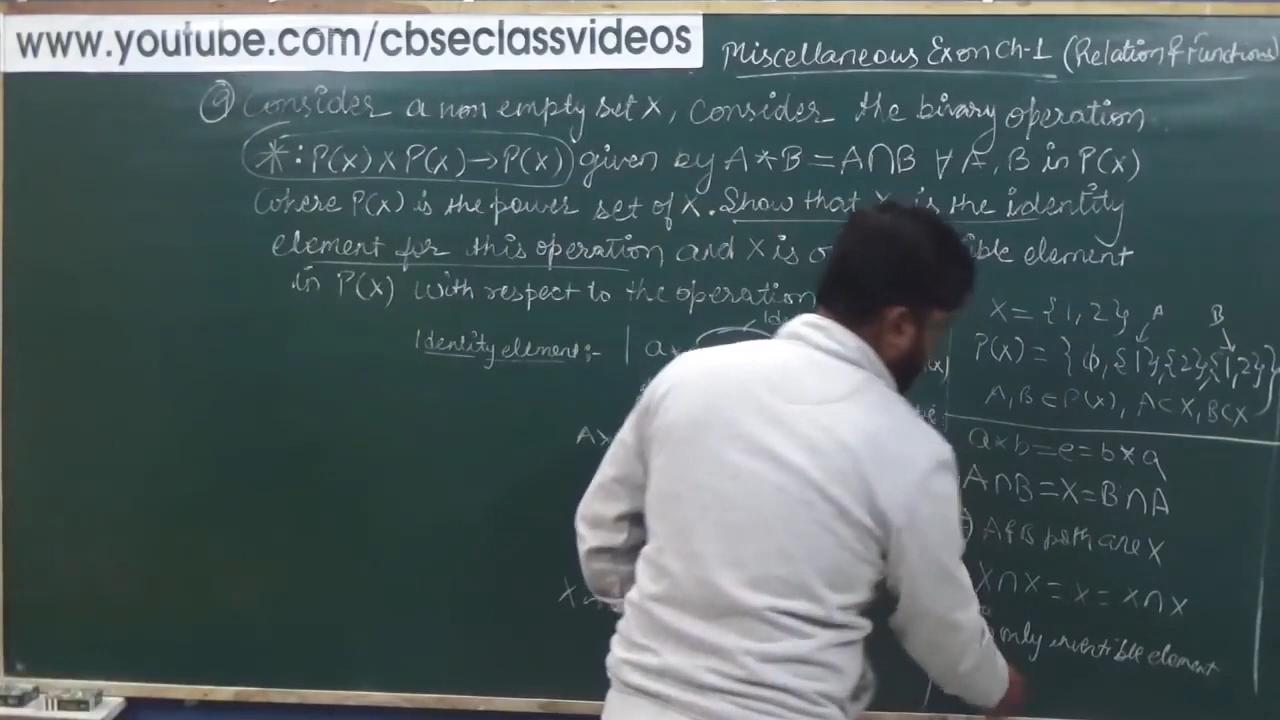 www.youtube.com/cbseclassvideos
Miscellaneous Ex on Ch-1 (Relation & Functions)
9 Consider a non empty set X, consider the binary operation
* : P(X) X P(X) → P(X) given by A * B = A ∩ B ∀ A, B in P(X)
where P(X) is the power set of X. Show that X is the identity
element for this operation and X is element
in P(X) with respect to the operation
Identity element :-
X = {1, 2} A B
P(X) = { ϕ, {1}, {2}, {1, 2} }
A, B ∈ P(X), A ⊂ X, B ⊂ X
a * b = e = b * a
A ∩ B = X = B ∩ A
A & B both are X
X ∩ X = X = X ∩ X
only invertible element